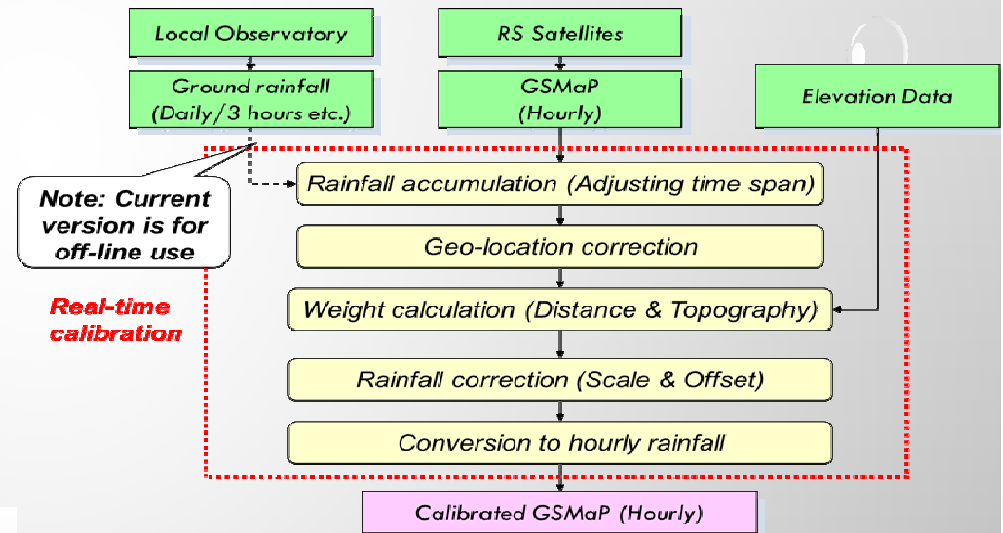 Local Observatory
RS Satellites
Ground rainfall
(Daily/3 hours etc.)
GSMaP
(Hourly)
Elevation Data
Note: Current
version is for
off-line use
Rainfall accumulation (Adjusting time span)
Geo-location correction
Real-time
calibration
Weight calculation (Distance & Topography)
Rainfall correction (Scale & Offset)
Conversion to hourly rainfall
Calibrated GSMaP (Hourly)